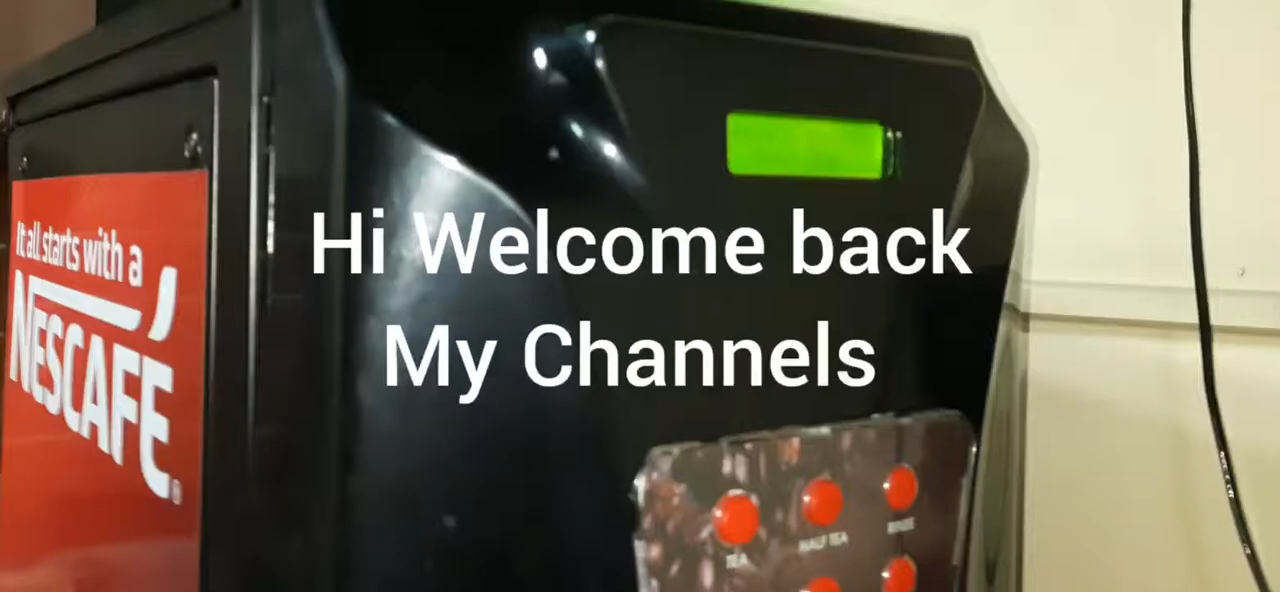 It all starts with a
NESCAFÉ®
Hi Welcome back
My Channels
TEA
HALF TEA
RINSE